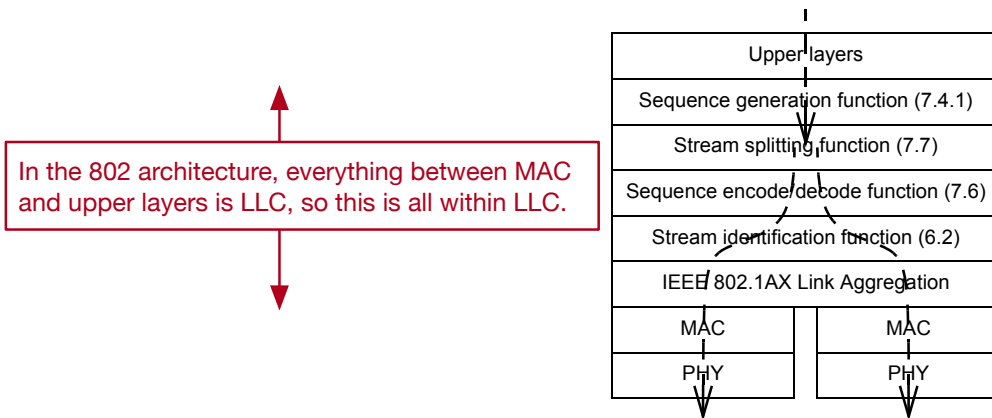 In the 802 architecture, everything between MAC
and upper layers is LLC, so this is all within LLC.
Upper layers
Sequence generation function (7.4.1)
Stream splitting function (7.7)
Sequence encode/decode function (7.6)
Stream identification function (6.2)
IEEE 802.1AX Link Aggregation
MAC MAC
PHY PHY